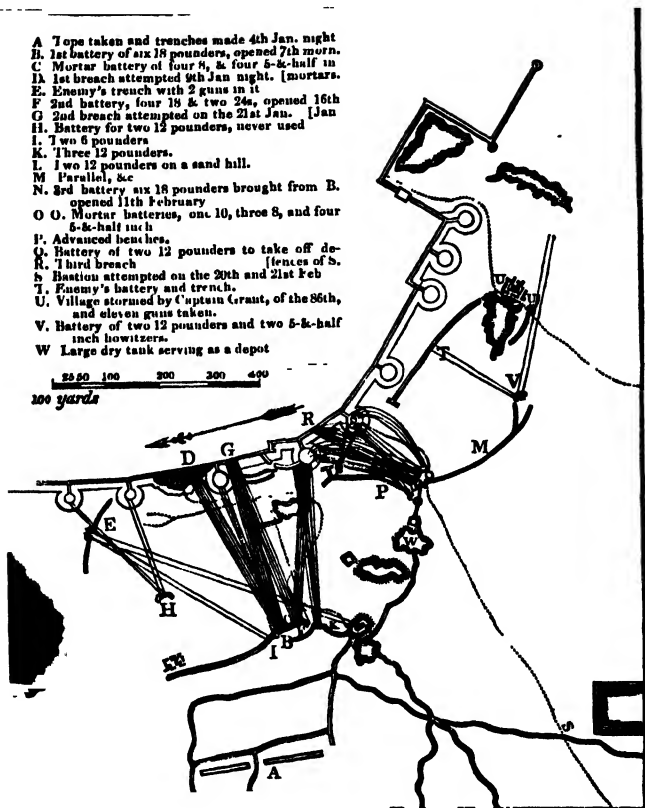 A Tope taken and trenches made 4th Jan. night
B. 1st battery of six 18 pounders, opened 7th morn.
C Mortar battery of four 8, & four 5-&-half in
D. 1st breach attempted 9th Jan night. [mortars.
E. Enemy's trench with 2 guns in it
F 2nd battery, four 18 & two 24s, opened 16th
G 2nd breach attempted on the 21st Jan. [Jan
H. Battery for two 12 pounders, never used
I. Two 6 pounders
K. Three 12 pounders.
L Two 12 pounders on a sand hill.
M Parallel, &c
N. 3rd battery six 18 pounders brought from B.
opened 11th February
O O. Mortar batteries, one 10, three 8, and four
5-&-half inch
P. Advanced benches.
Q. Battery of two 12 pounders to take off de-
R. Third breach [fences of S.
S Bastion attempted on the 20th and 21st Feb
T. Enemy's battery and trench.
U. Village stormed by Captain Grant, of the 86th,
and eleven guns taken.
V. Battery of two 12 pounders and two 5-&-half
inch howitzers.
W Large dry tank serving as a depot
25 50 100 200 300 400
200 yards
U
U
T
V
R
M
D
G
P
E
W
H
I
B
S
A